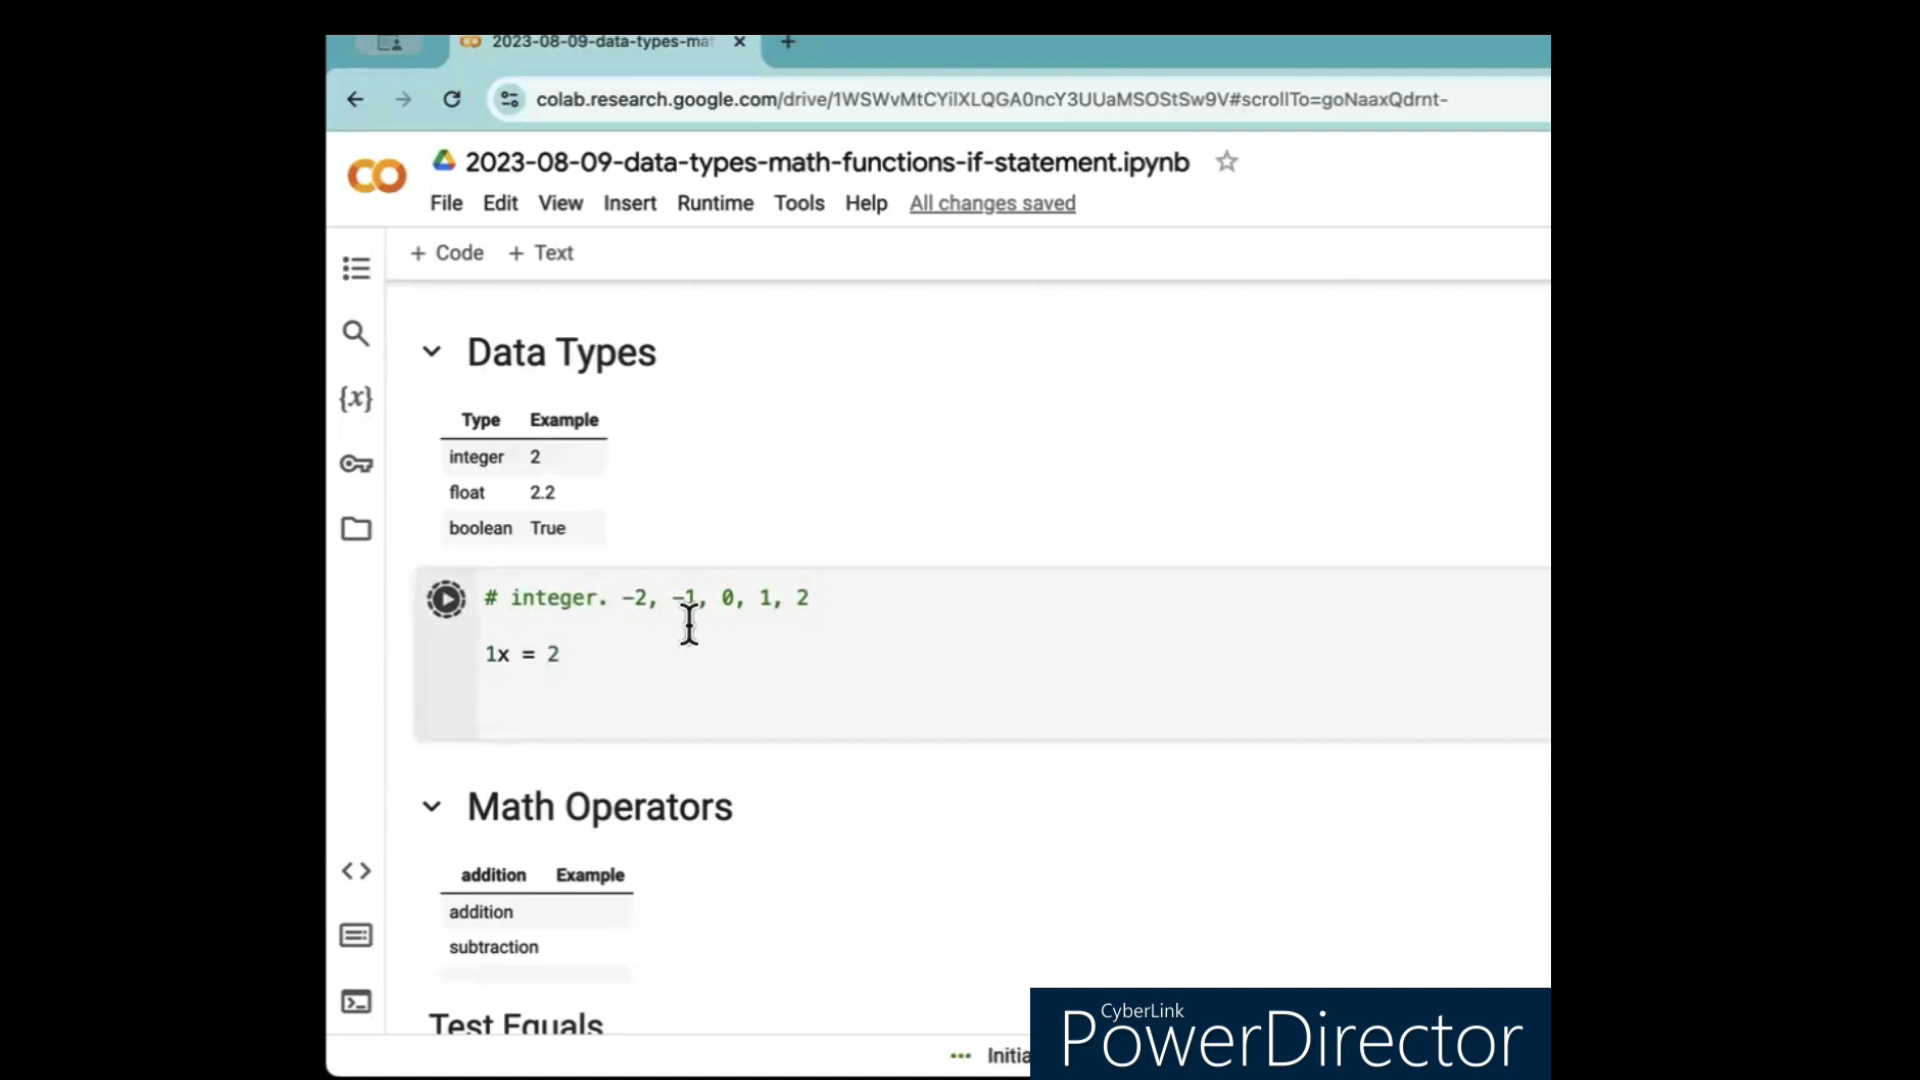 2023-08-09-data-types-ma
colab.research.google.com/drive/1WSWvMtCYiIXLQGA0ncY3UUaMSOStSw9V#scrollTo=goNaaxQdrnt-
2023-08-09-data-types-math-functions-if-statement.ipynb
File Edit View Insert Runtime Tools Help All changes saved
+ Code + Text
Data Types
Type Example
integer 2
float 2.2
boolean True
# integer. -2, -1, 0, 1, 2
1x = 2
Math Operators
addition Example
addition
subtraction
Test Equals
Initia
CyberLink
PowerDirector